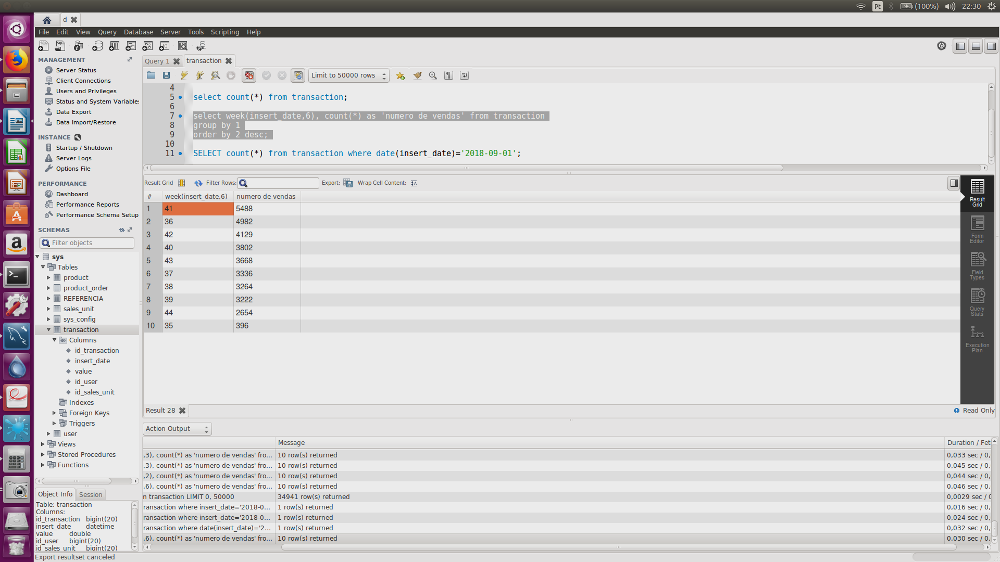 Pt (100%) 22:30
d
File Edit View Query Database Server Tools Scripting Help
MANAGEMENT
Server Status
Client Connections
Users and Privileges
Status and System Variable
Data Export
Data Import/Restore
INSTANCE
Startup / Shutdown
Server Logs
Options File
PERFORMANCE
Dashboard
Performance Reports
Performance Schema Setup
SCHEMAS
Filter objects
sys
Tables
product
product_order
REFERENCIA
sales_unit
sys_config
transaction
Columns
id_transaction
insert_date
value
id_user
id_sales_unit
Indexes
Foreign Keys
Triggers
user
Views
Stored Procedures
Functions
Object Info Session
Table: transaction
Columns:
id_transaction bigint(20)
insert_date datetime
value double
id_user bigint(20)
id_sales_unit bigint(20)
Export resultset canceled
Query 1 transaction
Limit to 50000 rows
4
5 select count(*) from transaction;
6
7 select week(insert_date,6), count(*) as 'numero de vendas' from transaction
8 group by 1
9 order by 2 desc;
10
11 SELECT count(*) from transaction where date(insert_date)='2018-09-01';
Result Grid Filter Rows: Export: Wrap Cell Content:
# week(insert_date,6) numero de vendas
1 41 5488
2 36 4982
3 42 4129
4 40 3802
5 43 3668
6 37 3336
7 38 3264
8 39 3222
9 44 2654
10 35 396
Result
Grid
Form
Editor
Field
Types
Query
Stats
Execution
Plan
Result 28 Read Only
Action Output
Message Duration / Fet
,3), count(*) as 'numero de vendas' fro... 10 row(s) returned 0,033 sec / 0,
,3), count(*) as 'numero de vendas' fro... 10 row(s) returned 0,045 sec / 0,
,2), count(*) as 'numero de vendas' fro... 10 row(s) returned 0,044 sec / 0,
,6), count(*) as 'numero de vendas' fro... 10 row(s) returned 0,046 sec / 0,
n transaction LIMIT 0, 50000 34941 row(s) returned 0,0029 sec / 0
ransaction where insert_date='2018-0... 1 row(s) returned 0,016 sec / 0,
ransaction where insert_date='2018-0... 1 row(s) returned 0,024 sec / 0,
ransaction where date(insert_date)='2... 1 row(s) returned 0,032 sec / 0,
,6), count(*) as 'numero de vendas' fro... 10 row(s) returned 0,030 sec / 0,